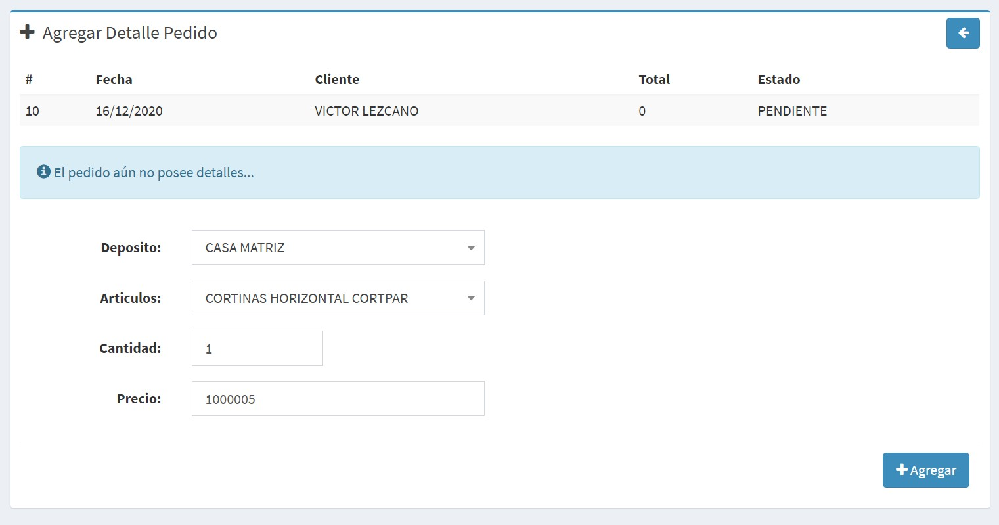 Agregar Detalle Pedido
# Fecha Cliente Total Estado
10 16/12/2020 VICTOR LEZCANO 0 PENDIENTE
El pedido aún no posee detalles...
Deposito: CASA MATRIZ
Articulos: CORTINAS HORIZONTAL CORTPAR
Cantidad: 1
Precio: 1000005
Agregar